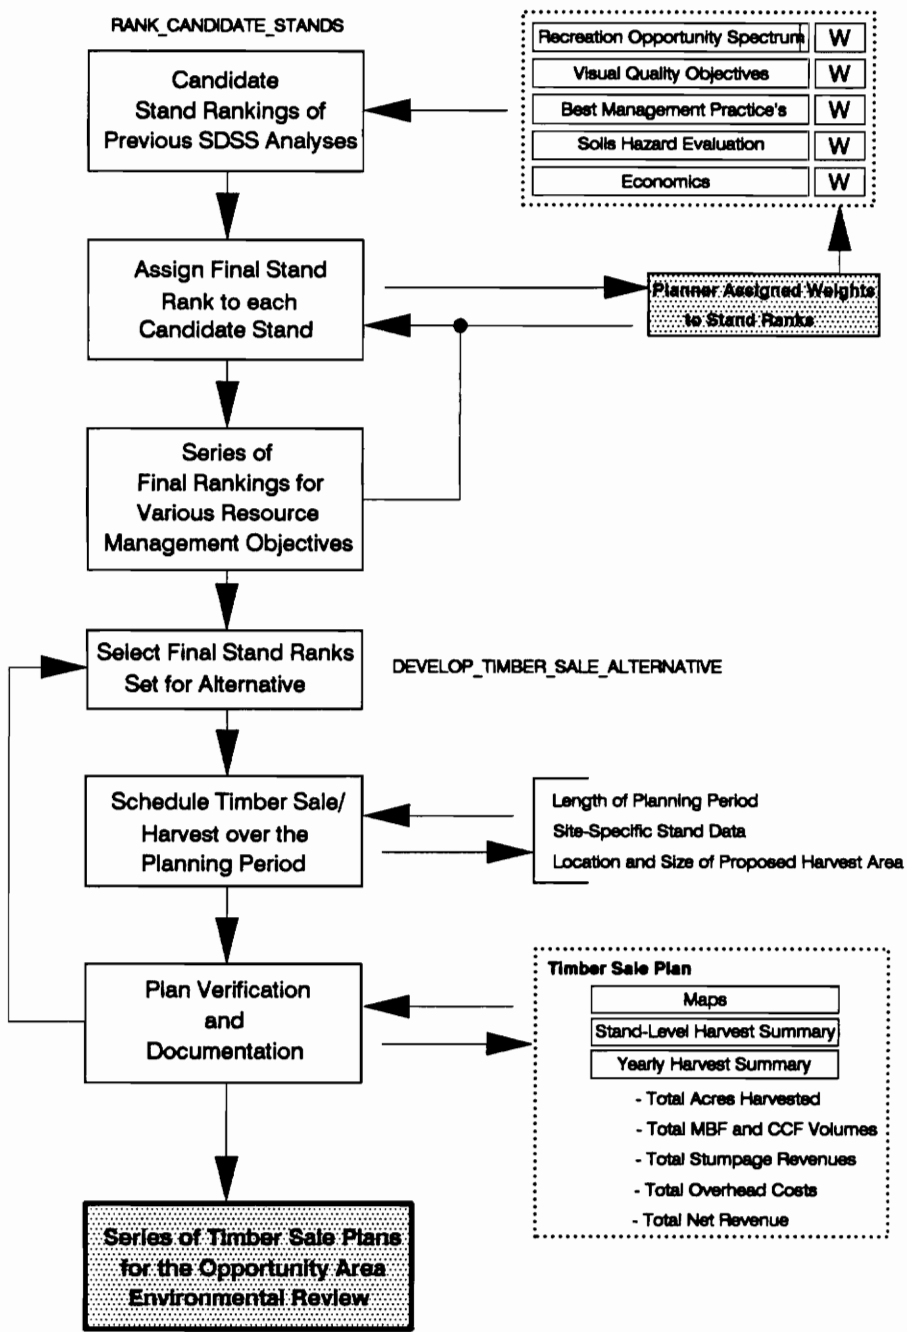 RANK_CANDIDATE_STANDS
Candidate
Stand Rankings of
Previous SDSS Analyses
Recreation Opportunity Spectrum W
Visual Quality Objectives W
Best Management Practice's W
Soils Hazard Evaluation W
Economics W
Assign Final Stand
Rank to each
Candidate Stand
Planner Assigned Weights
to Stand Ranks
Series of
Final Rankings for
Various Resource
Management Objectives
Select Final Stand Ranks
Set for Alternative
DEVELOP_TIMBER_SALE_ALTERNATIVE
Schedule Timber Sale/
Harvest over the
Planning Period
Length of Planning Period
Site-Specific Stand Data
Location and Size of Proposed Harvest Area
Plan Verification
and
Documentation
Timber Sale Plan
Maps
Stand-Level Harvest Summary
Yearly Harvest Summary
- Total Acres Harvested
- Total MBF and CCF Volumes
- Total Stumpage Revenues
- Total Overhead Costs
- Total Net Revenue
Series of Timber Sale Plans
for the Opportunity Area
Environmental Review